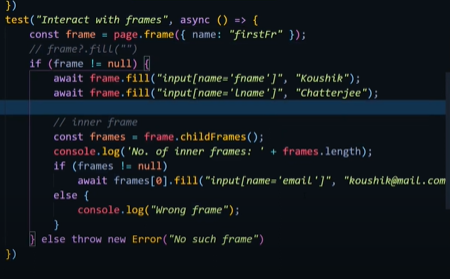 })
test("Interact with frames", async () => {
    const frame = page.frame({ name: "firstFr" });
    // frame?.fill("")
    if (frame != null) {
        await frame.fill("input[name='fname']", "Koushik");
        await frame.fill("input[name='lname']", "Chatterjee");

        // inner frame
        const frames = frame.childFrames();
        console.log('No. of inner frames: ' + frames.length);
        if (frames != null)
            await frames[0].fill("input[name='email']", "koushik@mail.com
        else {
            console.log("Wrong frame");
        }
    } else throw new Error("No such frame")
})